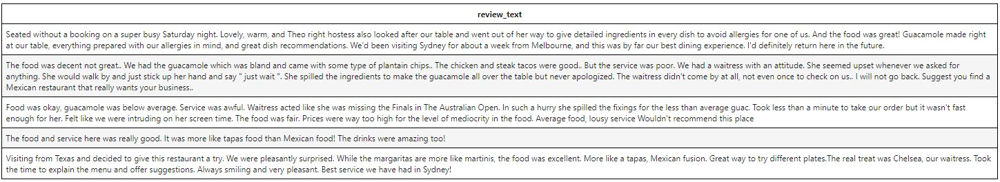 review_text
Seated without a booking on a super busy Saturday night. Lovely, warm, and Theo right hostess also looked after our table and went out of her way to give detailed ingredients in every dish to avoid allergies for one of us. And the food was great! Guacamole made right
at our table, everything prepared with our allergies in mind, and great dish recommendations. We'd been visiting Sydney for about a week from Melbourne, and this was by far our best dining experience. I'd definitely return here in the future.
The food was decent not great.. We had the guacamole which was bland and came with some type of plantain chips.. The chicken and steak tacos were good.. But the service was poor. We had a waitress with an attitude. She seemed upset whenever we asked for
anything. She would walk by and just stick up her hand and say " just wait ". She spilled the ingredients to make the guacamole all over the table but never apologized. The waitress didn't come by at all, not even once to check on us.. I will not go back. Suggest you find a
Mexican restaurant that really wants your business..
Food was okay, guacamole was below average. Service was awful. Waitress acted like she was missing the Finals in The Australian Open. In such a hurry she spilled the fixings for the less than average guac. Took less than a minute to take our order but it wasn't fast
enough for her. Felt like we were intruding on her screen time. The food was fair. Prices were way too high for the level of mediocrity in the food. Average food, lousy service Wouldn't recommend this place
The food and service here was really good. It was more like tapas food than Mexican food! The drinks were amazing too!
Visiting from Texas and decided to give this restaurant a try. We were pleasantly surprised. While the margaritas are more like martinis, the food was excellent. More like a tapas, Mexican fusion. Great way to try different plates.The real treat was Chelsea, our waitress. Took
the time to explain the menu and offer suggestions. Always smiling and very pleasant. Best service we have had in Sydney!